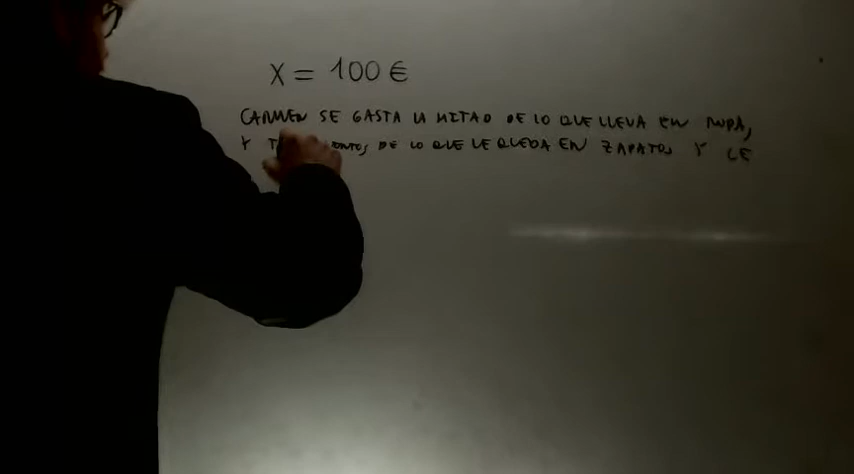 X = 100 €
CARMEN SE GASTA LA MITAD DE LO QUE LLEVA EN ROPA,
Y DE LO QUE LE QUEDA EN ZAPATOS Y LE